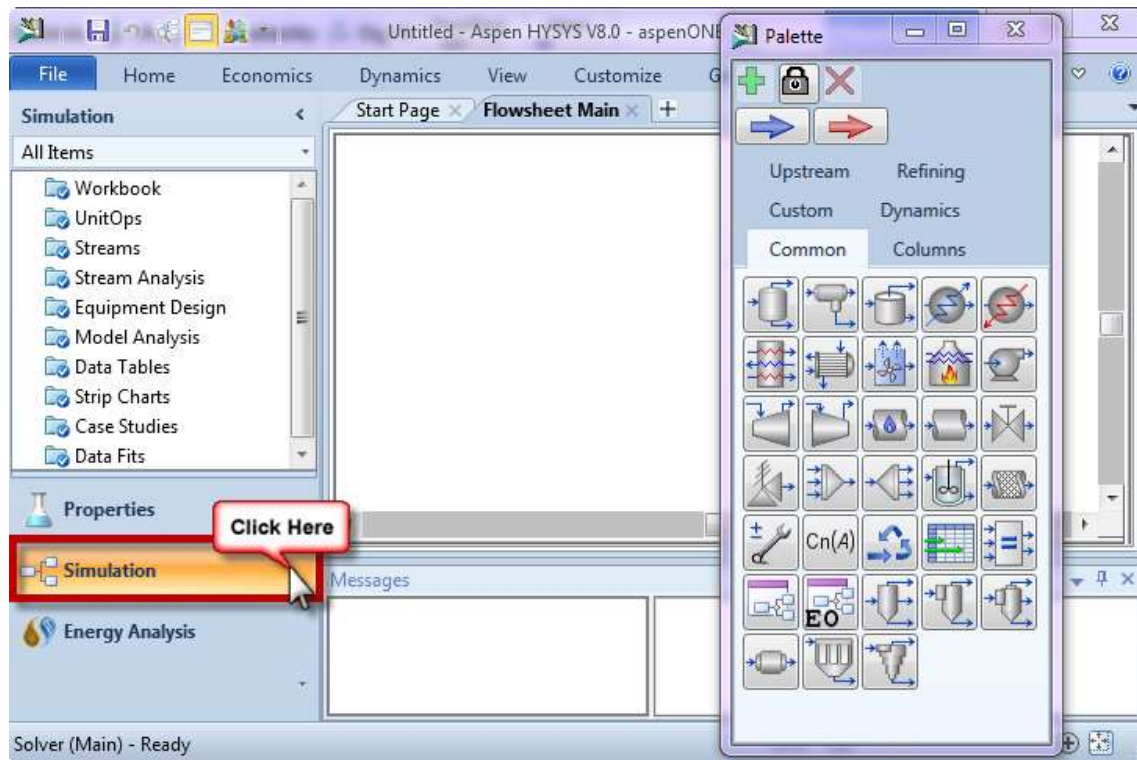 Untitled - Aspen HYSYS V8.0 - aspenONE
File Home Economics Dynamics View Customize G
Simulation
All Items
Workbook
UnitOps
Streams
Stream Analysis
Equipment Design
Model Analysis
Data Tables
Strip Charts
Case Studies
Data Fits
Properties
Simulation
Energy Analysis
Click Here
Start Page Flowsheet Main
Messages
Palette
Upstream Refining
Custom Dynamics
Common Columns
Cn(A)
EO
Solver (Main) - Ready